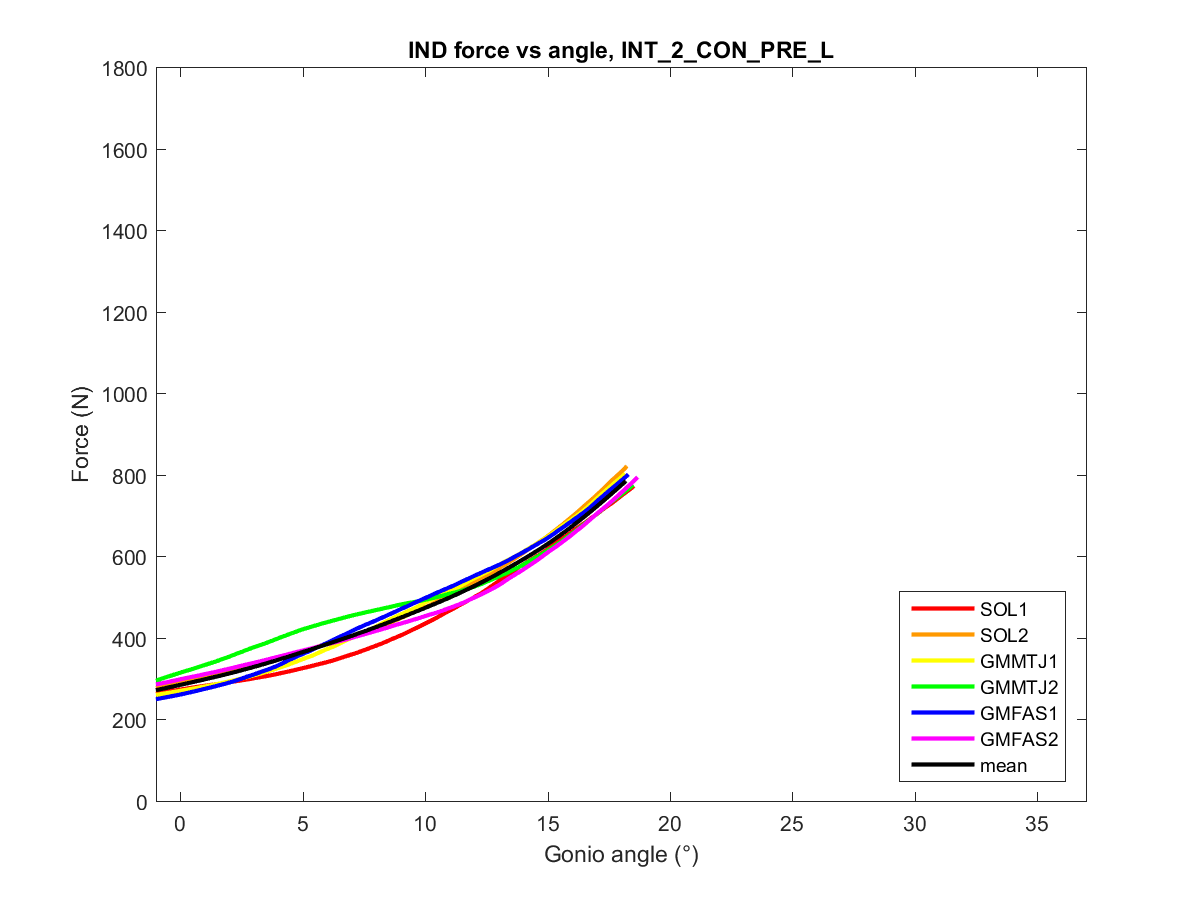 IND force vs angle, INT_2_CON_PRE_L
1800
1600
1400
1200
1000
800
600
400
200
0
Force (N)
0 5 10 15 20 25 30 35
Gonio angle (°)
SOL1
SOL2
GMMTJ1
GMMTJ2
GMFAS1
GMFAS2
mean